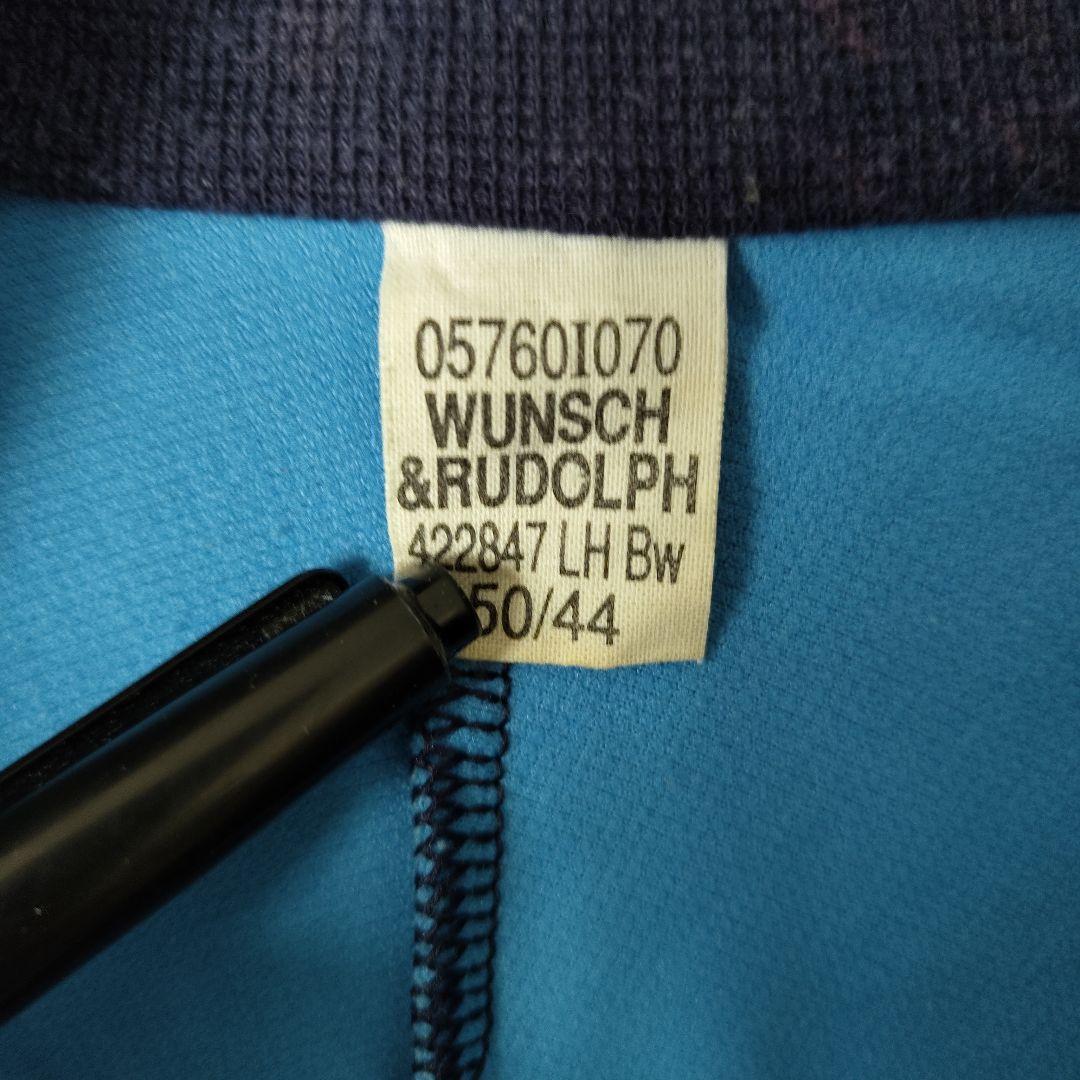 05760I070
WUNSCH
&RUDOLPH
422847 LH Bw
50/44